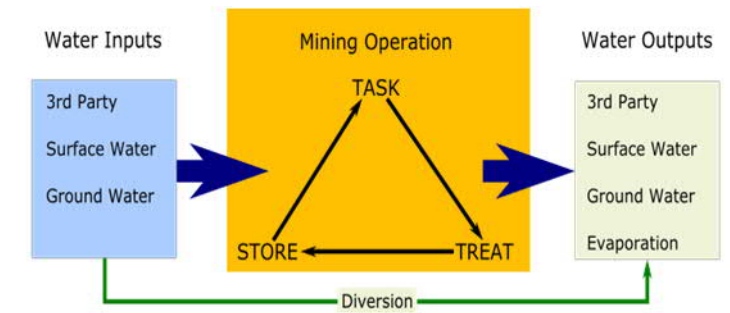 Water Inputs
3rd Party
Surface Water
Ground Water
Mining Operation
TASK
STORE
TREAT
Water Outputs
3rd Party
Surface Water
Ground Water
Evaporation
Diversion